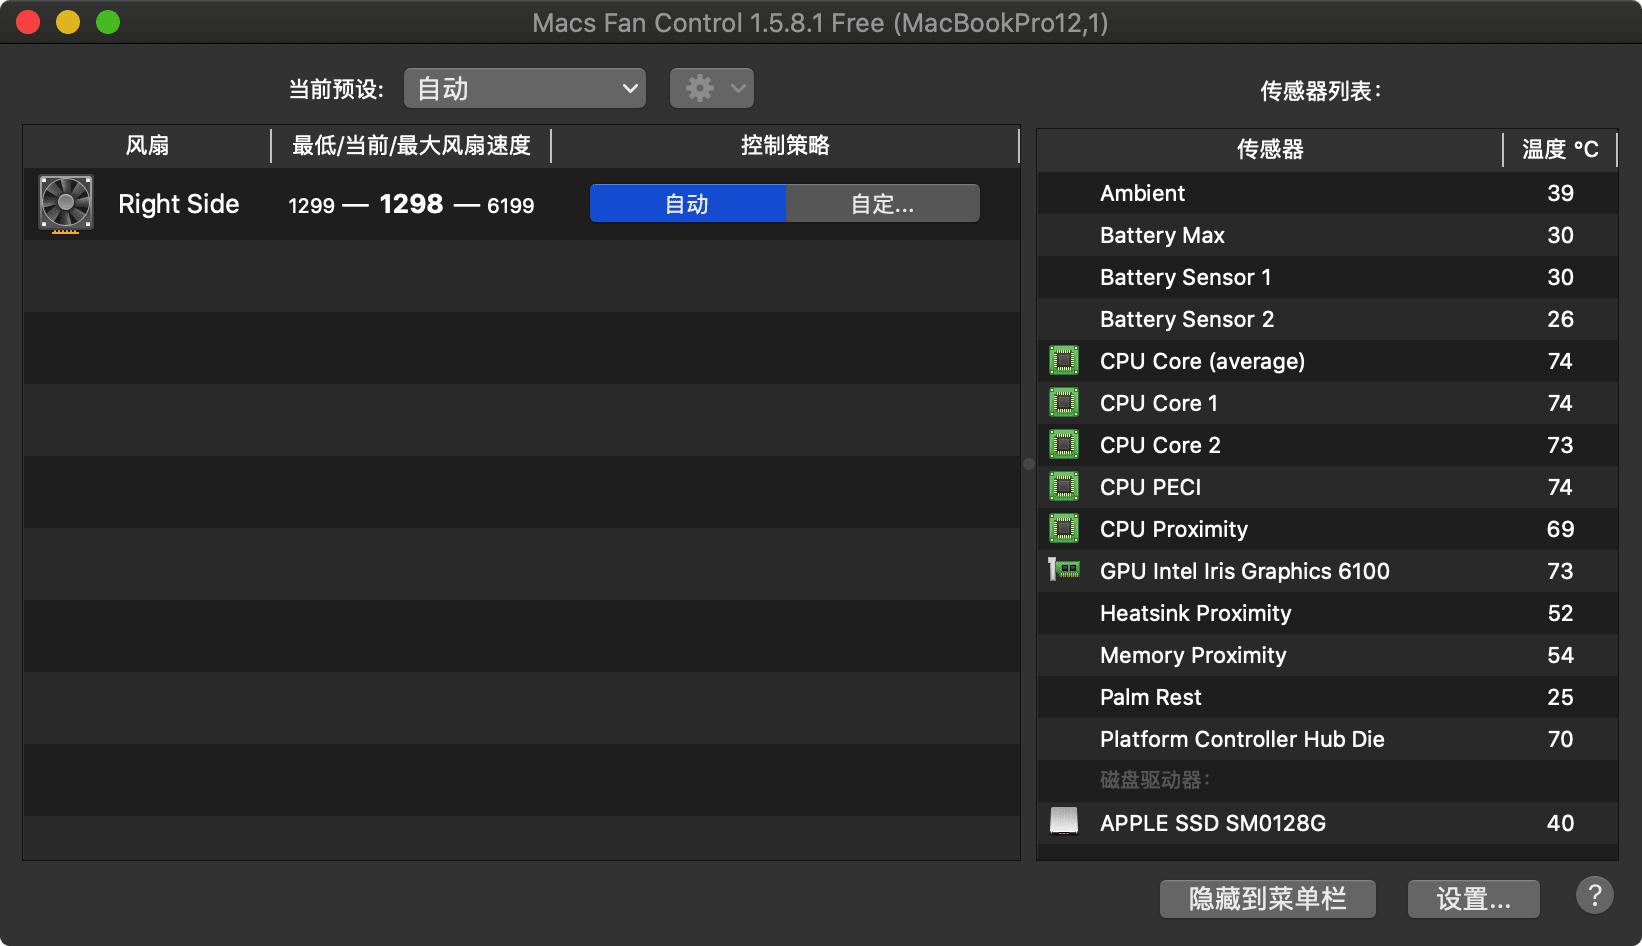 Macs Fan Control 1.5.8.1 Free (MacBookPro12,1)
当前预设: 自动
传感器列表:
风扇 最低/当前/最大风扇速度 控制策略
Right Side 1299 — 1298 — 6199 自动 自定...
传感器 温度 °C
Ambient 39
Battery Max 30
Battery Sensor 1 30
Battery Sensor 2 26
CPU Core (average) 74
CPU Core 1 74
CPU Core 2 73
CPU PECI 74
CPU Proximity 69
GPU Intel Iris Graphics 6100 73
Heatsink Proximity 52
Memory Proximity 54
Palm Rest 25
Platform Controller Hub Die 70
磁盘驱动器:
APPLE SSD SM0128G 40
隐藏到菜单栏 设置... ?